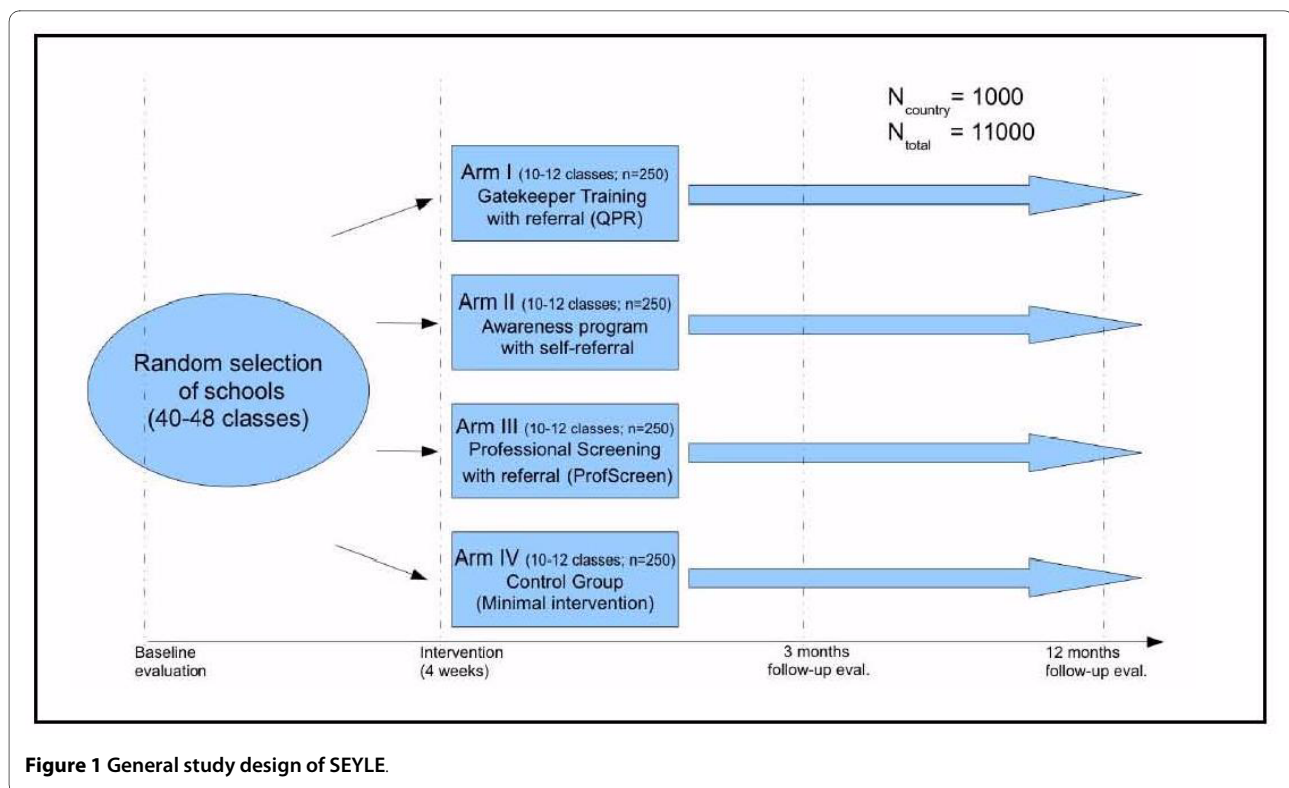 N country = 1000
N total = 11000
Arm I (10-12 classes; n=250)
Gatekeeper Training
with referral (QPR)
Arm II (10-12 classes; n=250)
Awareness program
with self-referral
Random selection
of schools
(40-48 classes)
Arm III (10-12 classes; n=250)
Professional Screening
with referral (ProfScreen)
Arm IV (10-12 classes; n=250)
Control Group
(Minimal intervention)
Baseline
evaluation
Intervention
(4 weeks)
3 months
follow-up eval.
12 months
follow-up eval.
Figure 1 General study design of SEYLE.